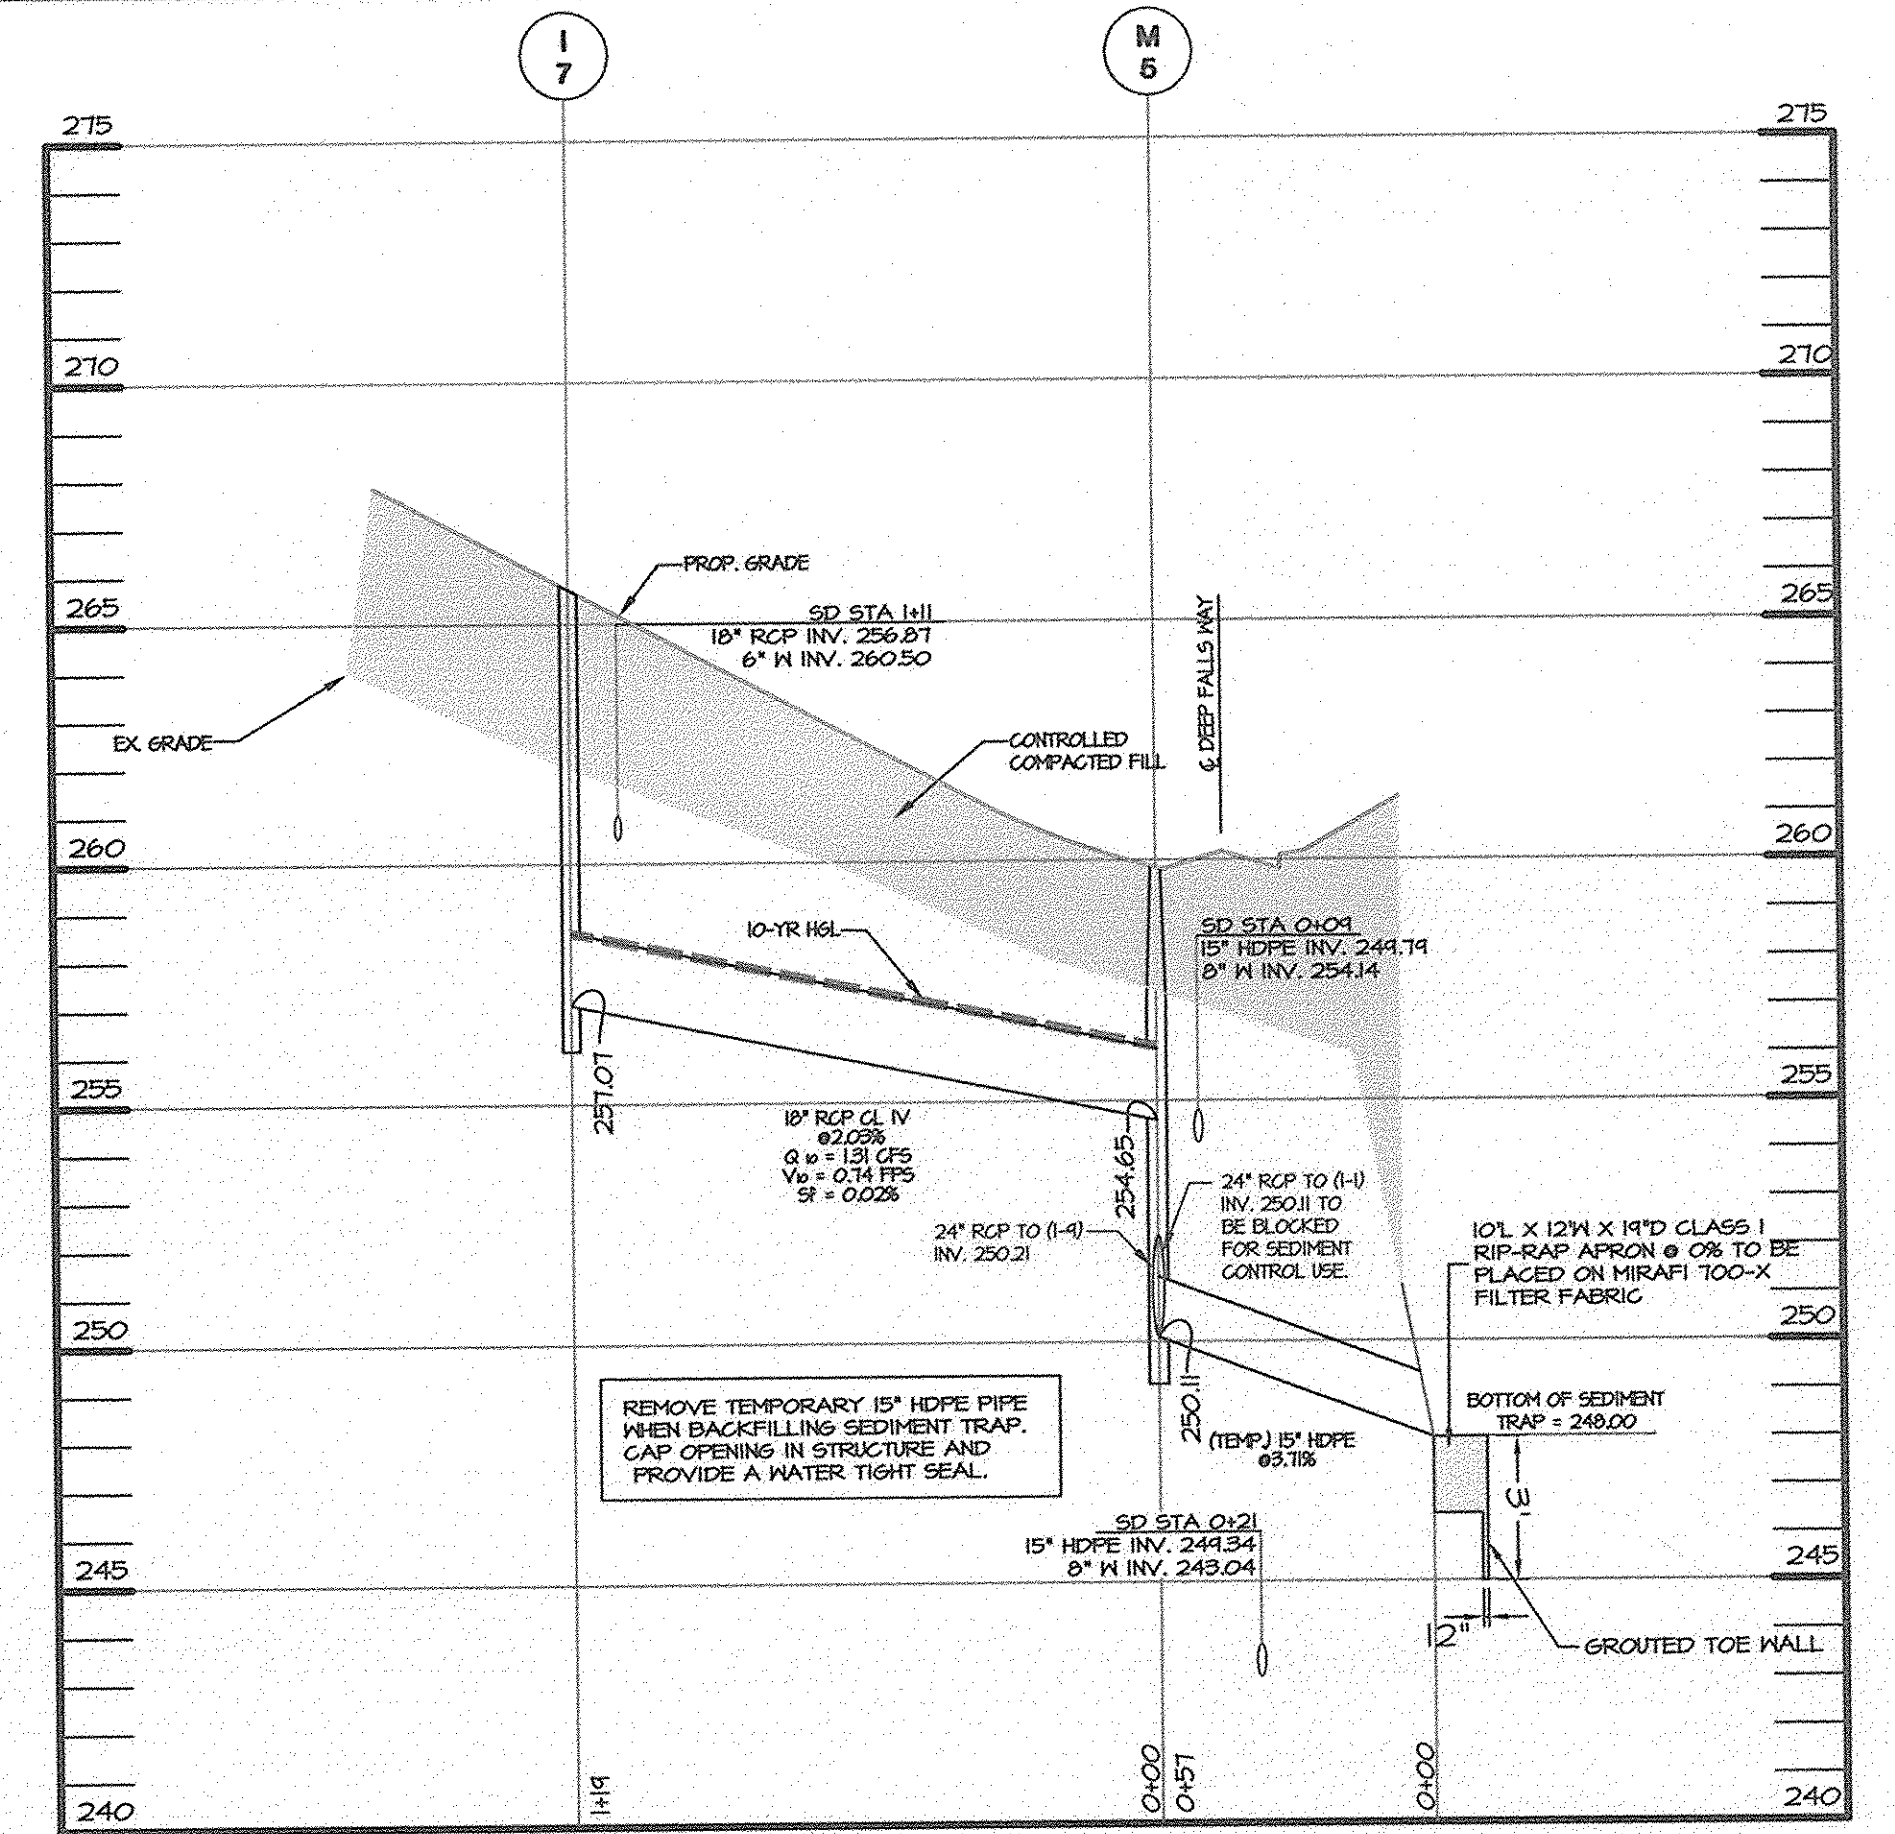 I
7
M
5
275
275
270
270
PROP. GRADE
265
265
SD STA 1+11
18" RCP INV. 256.87
6" W INV. 260.50
℄ DEEP FALLS WAY
EX. GRADE
CONTROLLED
COMPACTED FILL
260
260
10-YR HGL
SD STA 0+09
15" HDPE INV. 249.79
8" W INV. 254.14
257.07
255
255
18" RCP CL IV
@2.03%
Q10 = 1.31 CFS
V10 = 0.74 FPS
Sf = 0.02%
254.65
24" RCP TO (I-9)
INV. 250.21
24" RCP TO (I-1)
INV. 250.11 TO
BE BLOCKED
FOR SEDIMENT
CONTROL USE.
10'L X 12'W X 19"D CLASS I
RIP-RAP APRON @ 0% TO BE
PLACED ON MIRAFI 700-X
FILTER FABRIC
250
250
REMOVE TEMPORARY 15" HDPE PIPE
WHEN BACKFILLING SEDIMENT TRAP.
CAP OPENING IN STRUCTURE AND
PROVIDE A WATER TIGHT SEAL.
250.11
(TEMP.) 15" HDPE
@3.71%
BOTTOM OF SEDIMENT
TRAP = 248.00
3'
SD STA 0+21
15" HDPE INV. 249.34
8" W INV. 243.04
245
245
12"
GROUTED TOE WALL
240
1+19
0+00
0+57
0+00
240